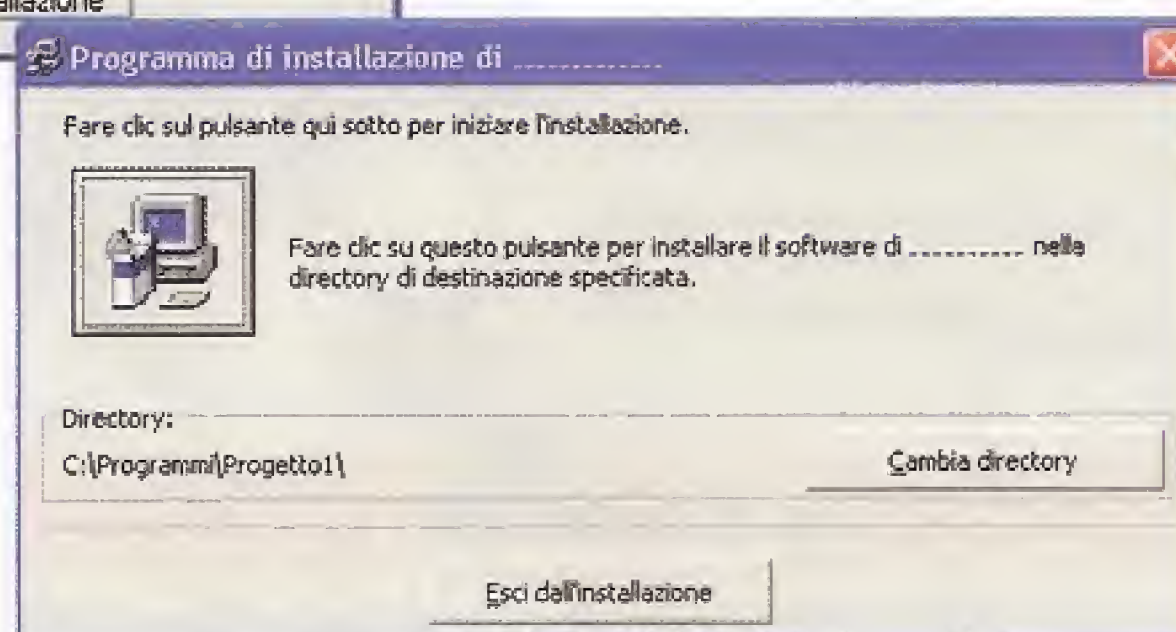 Programma di installazione di .............
Fare clic sul pulsante qui sotto per iniziare l'installazione.
Fare clic su questo pulsante per installare il software di ........... nella
directory di destinazione specificata.
Directory:
C:\Programmi\Progetto1\
Cambia directory
Esci dall'installazione